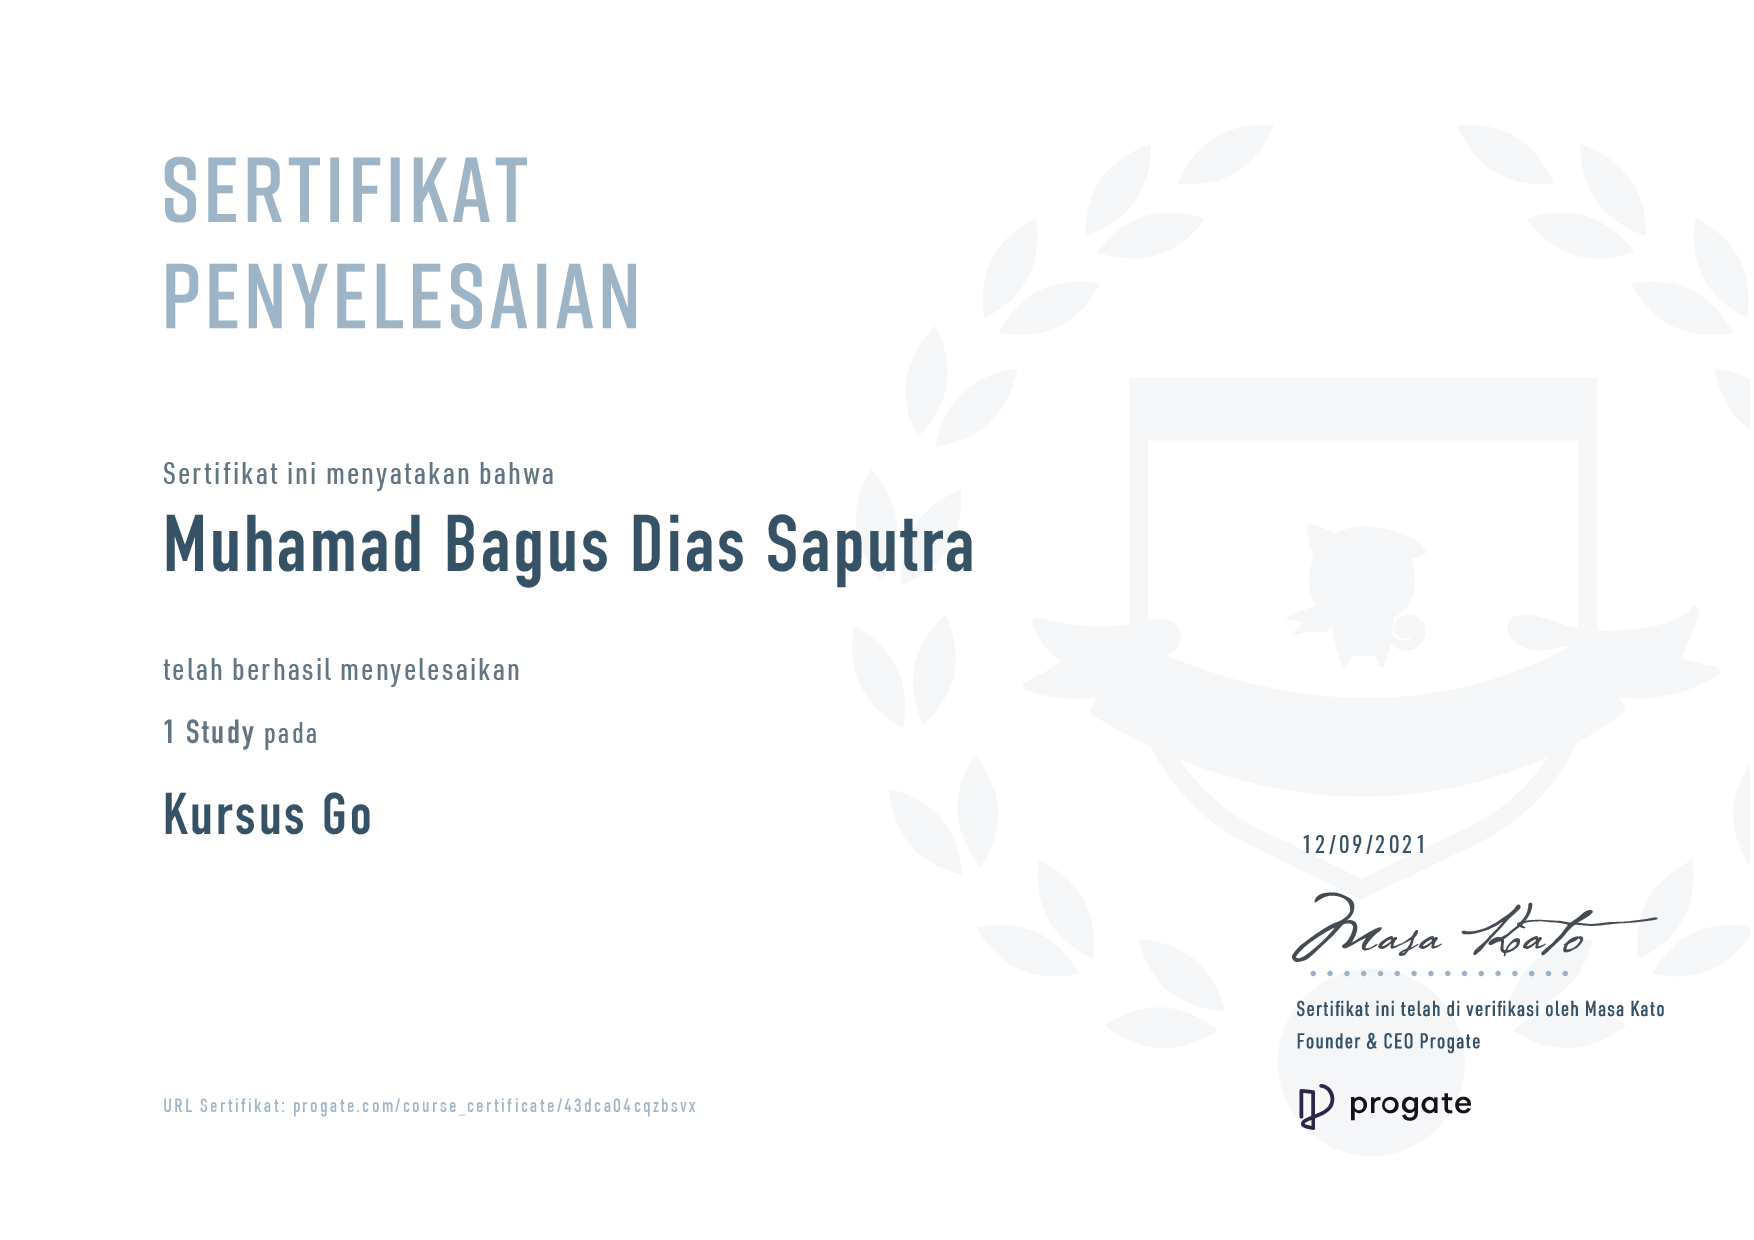 SERTIFIKAT
PENYELESAIAN
Sertifikat ini menyatakan bahwa
Muhamad Bagus Dias Saputra
telah berhasil menyelesaikan
1 Study pada
Kursus Go
12/09/2021
Masa Kato
Sertifikat ini telah di verifikasi oleh Masa Kato
Founder & CEO Progate
progate
URL Sertifikat: progate.com/course_certificate/43dca04cqzbsvx